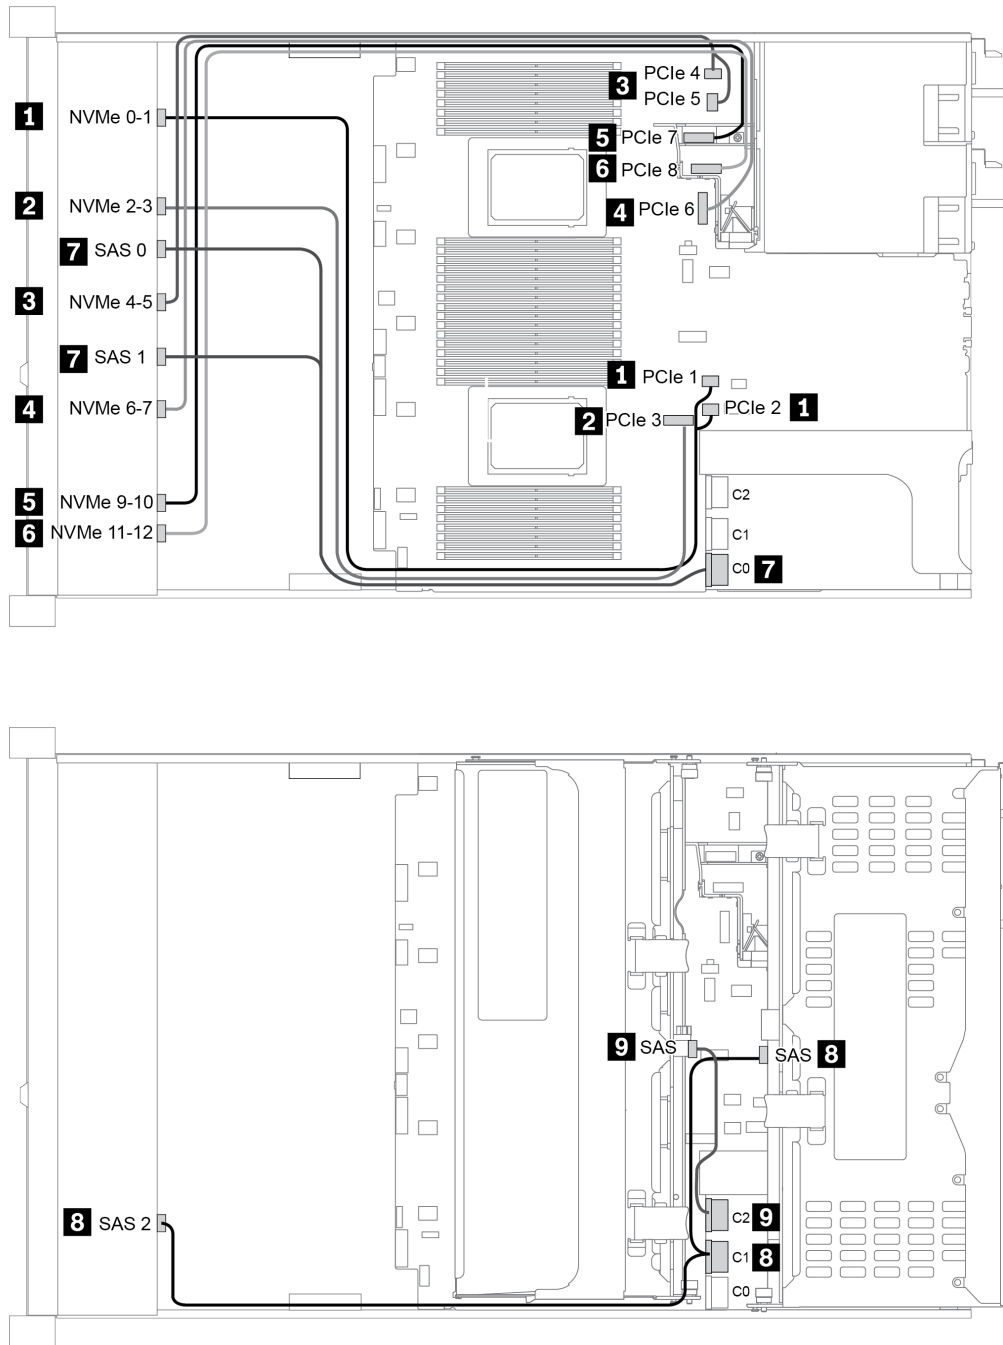 3 PCIe 4
PCIe 5
1 NVMe 0-1
5 PCIe 7
6 PCIe 8
2 NVMe 2-3
4 PCIe 6
7 SAS 0
3 NVMe 4-5
7 SAS 1
1 PCIe 1
4 NVMe 6-7
PCIe 2 1
2 PCIe 3
5 NVMe 9-10
C2
6 NVMe 11-12
C1
C0 7
9 SAS
SAS 8
8 SAS 2
C2 9
C1 8
C0